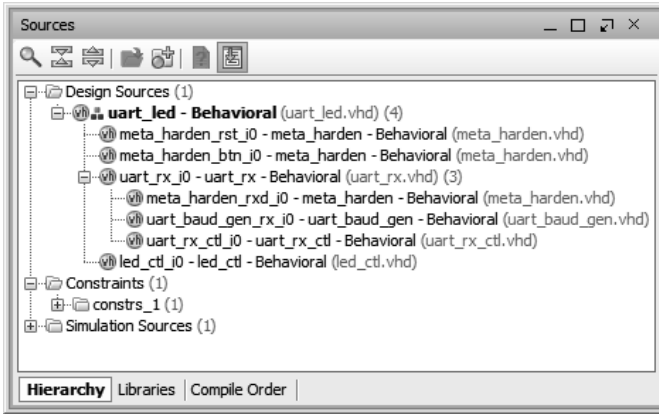 Sources
Design Sources (1)
uart_led - Behavioral (uart_led.vhd) (4)
meta_harden_rst_i0 - meta_harden - Behavioral (meta_harden.vhd)
meta_harden_btn_i0 - meta_harden - Behavioral (meta_harden.vhd)
uart_rx_i0 - uart_rx - Behavioral (uart_rx.vhd) (3)
meta_harden_rxd_i0 - meta_harden - Behavioral (meta_harden.vhd)
uart_baud_gen_rx_i0 - uart_baud_gen - Behavioral (uart_baud_gen.vhd)
uart_rx_ctl_i0 - uart_rx_ctl - Behavioral (uart_rx_ctl.vhd)
led_ctl_i0 - led_ctl - Behavioral (led_ctl.vhd)
Constraints (1)
constrs_1 (1)
Simulation Sources (1)
Hierarchy Libraries Compile Order